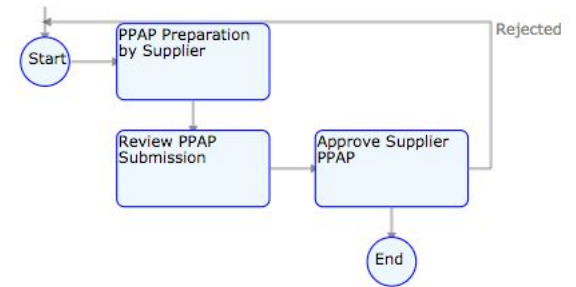 Rejected
Start
PPAP Preparation
by Supplier
Review PPAP
Submission
Approve Supplier
PPAP
End